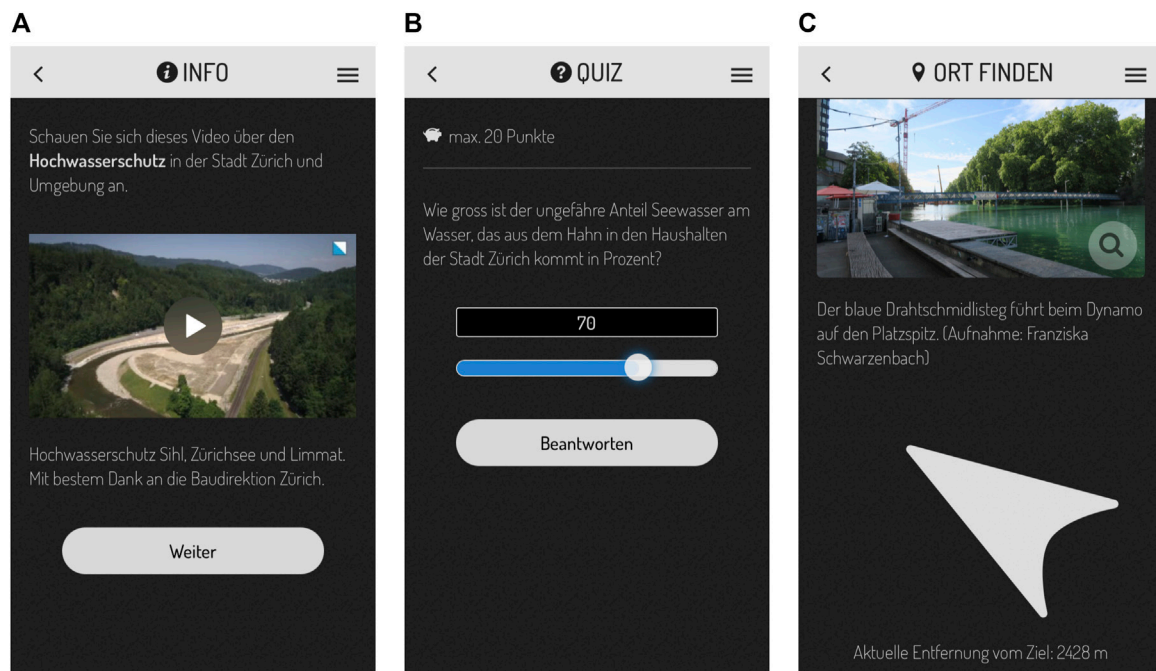 A
INFO
Schauen Sie sich dieses Video über den
Hochwasserschutz in der Stadt Zürich und
Umgebung an.
Hochwasserschutz Sihl, Zürichsee und Limmat.
Mit bestem Dank an die Baudirektion Zürich.
Weiter
B
QUIZ
max. 20 Punkte
Wie gross ist der ungefähre Anteil Seewasser am
Wasser, das aus dem Hahn in den Haushalten
der Stadt Zürich kommt in Prozent?
70
Beantworten
C
ORT FINDEN
Der blaue Drahtschmidlisteg führt beim Dynamo
auf den Platzspitz. (Aufnahme: Franziska
Schwarzenbach)
Aktuelle Entfernung vom Ziel: 2428 m